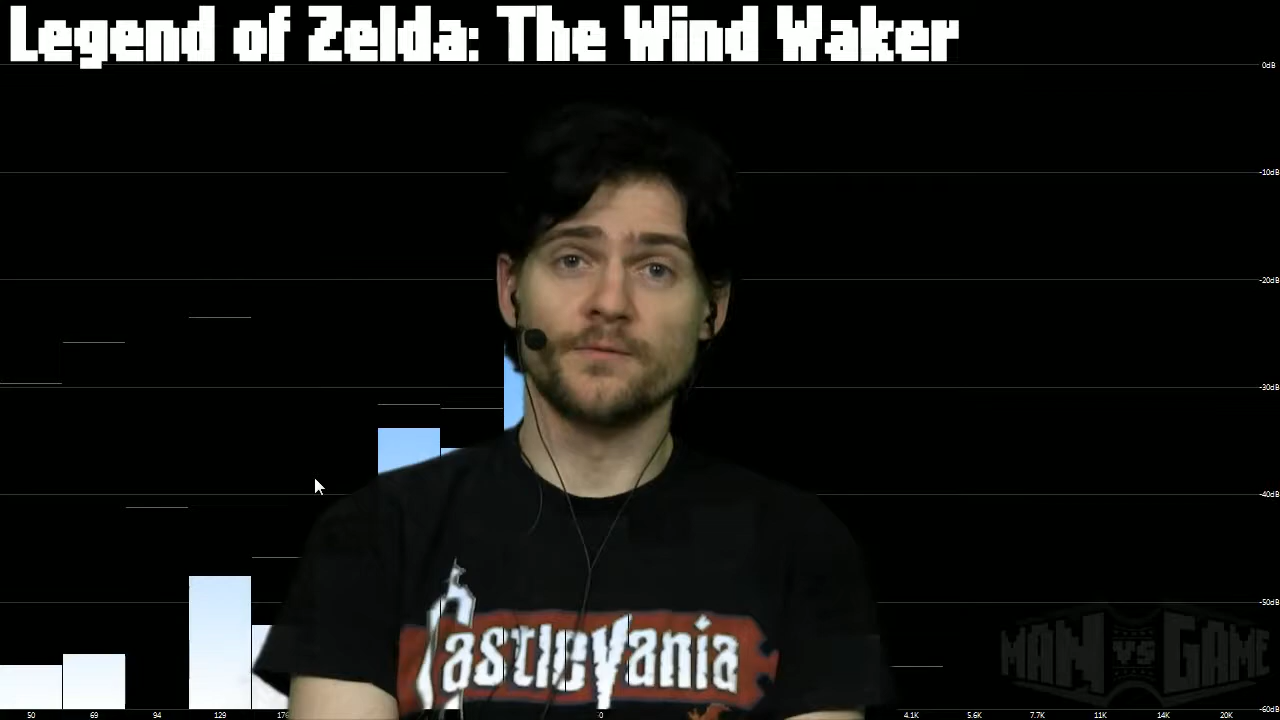 Legend of Zelda: The Wind Waker
0dB
-10dB
-20dB
-30dB
-40dB
-50dB
CastleVania
MAN VS GAME
-60dB
50 69 94 129 176 0 4.1K 5.6K 7.7K 11K 14K 20K